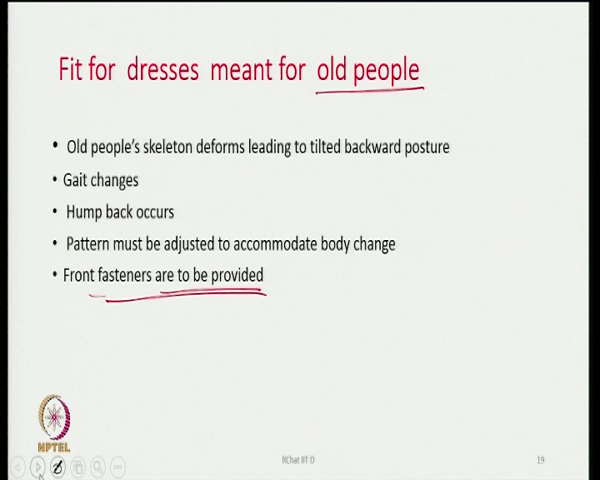 Fit for dresses meant for old people
• Old people's skeleton deforms leading to tilted backward posture
• Gait changes
• Hump back occurs
• Pattern must be adjusted to accommodate body change
• Front fasteners are to be provided
NPTEL
RChat IIT D
19